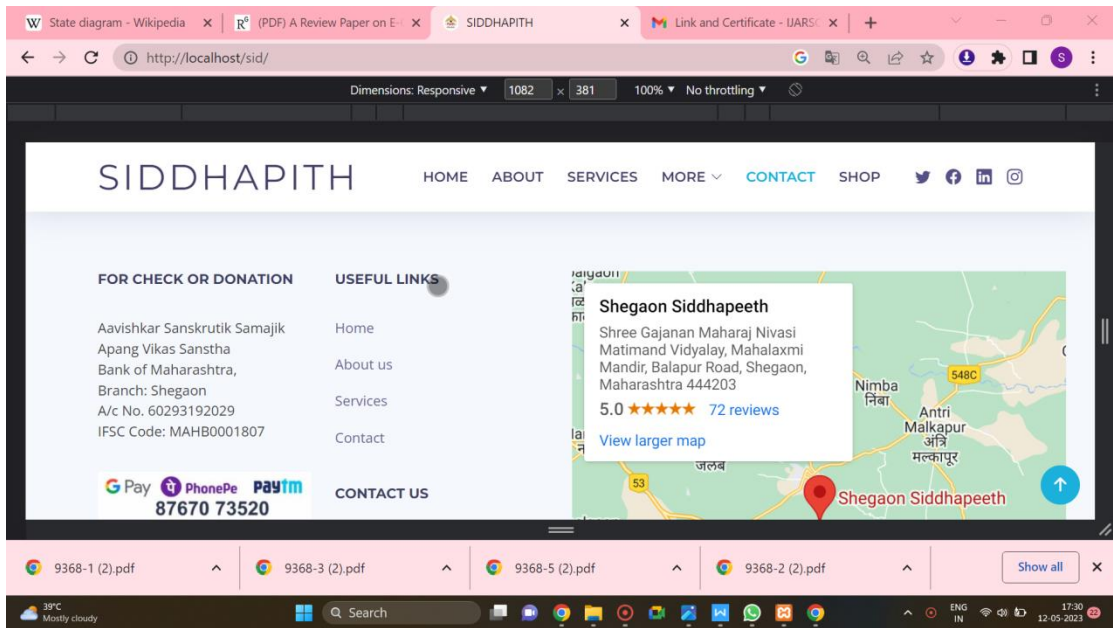 State diagram - Wikipedia
(PDF) A Review Paper on E-
SIDDHAPITH
Link and Certificate - IJARSC
http://localhost/sid/
Dimensions: Responsive ▼ 1082 × 381 100% ▼ No throttling ▼
SIDDHAPITH
HOME ABOUT SERVICES MORE CONTACT SHOP
FOR CHECK OR DONATION
Aavishkar Sanskrutik Samajik
Apang Vikas Sanstha
Bank of Maharashtra,
Branch: Shegaon
A/c No. 60293192029
IFSC Code: MAHB0001807
G Pay PhonePe Paytm
87670 73520
USEFUL LINKS
Home
About us
Services
Contact
CONTACT US
Shegaon Siddhapeeth
Shree Gajanan Maharaj Nivasi
Matimand Vidyalay, Mahalaxmi
Mandir, Balapur Road, Shegaon,
Maharashtra 444203
5.0 ★★★★★ 72 reviews
View larger map
548C
Nimba
निंबा
Antri
Malkapur
अंत्रि
मल्कापूर
53
Shegaon Siddhapeeth
9368-1 (2).pdf
9368-3 (2).pdf
9368-5 (2).pdf
9368-2 (2).pdf
Show all
39°C
Mostly cloudy
Search
ENG
IN
17:30
12-05-2023
22